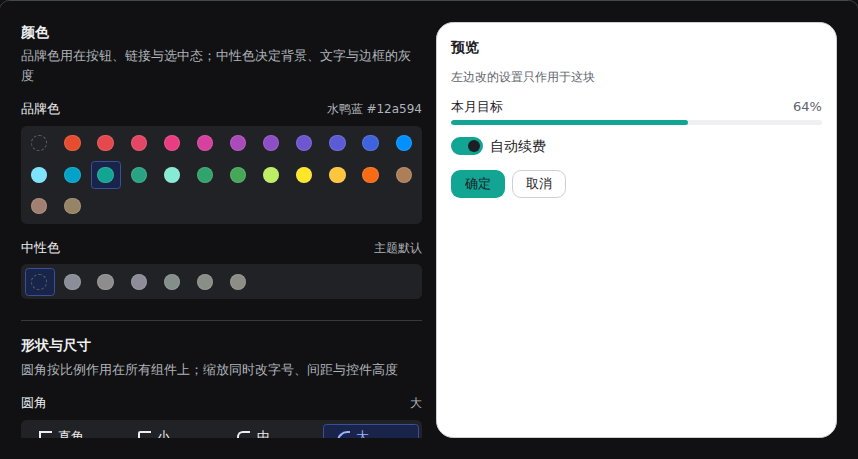 颜色
品牌色用在按钮、链接与选中态；中性色决定背景、文字与边框的灰
度
品牌色
水鸭蓝 #12a594
中性色
主题默认
形状与尺寸
圆角按比例作用在所有组件上；缩放同时改字号、间距与控件高度
圆角
大
直角
小
中
大
预览
左边改的设置只作用于这块
本月目标
64%
自动续费
确定
取消